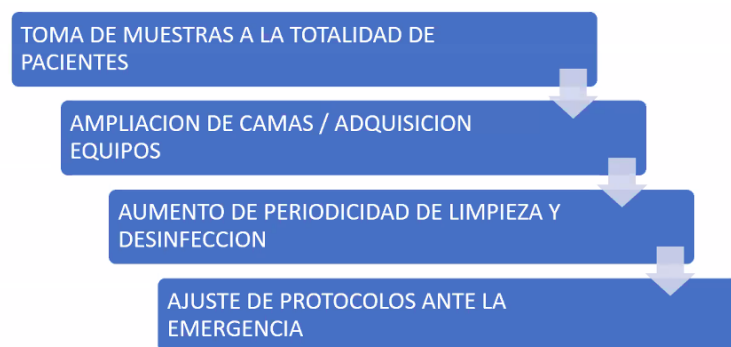 TOMA DE MUESTRAS A LA TOTALIDAD DE
PACIENTES
AMPLIACION DE CAMAS / ADQUISICION
EQUIPOS
AUMENTO DE PERIODICIDAD DE LIMPIEZA Y
DESINFECCION
AJUSTE DE PROTOCOLOS ANTE LA
EMERGENCIA